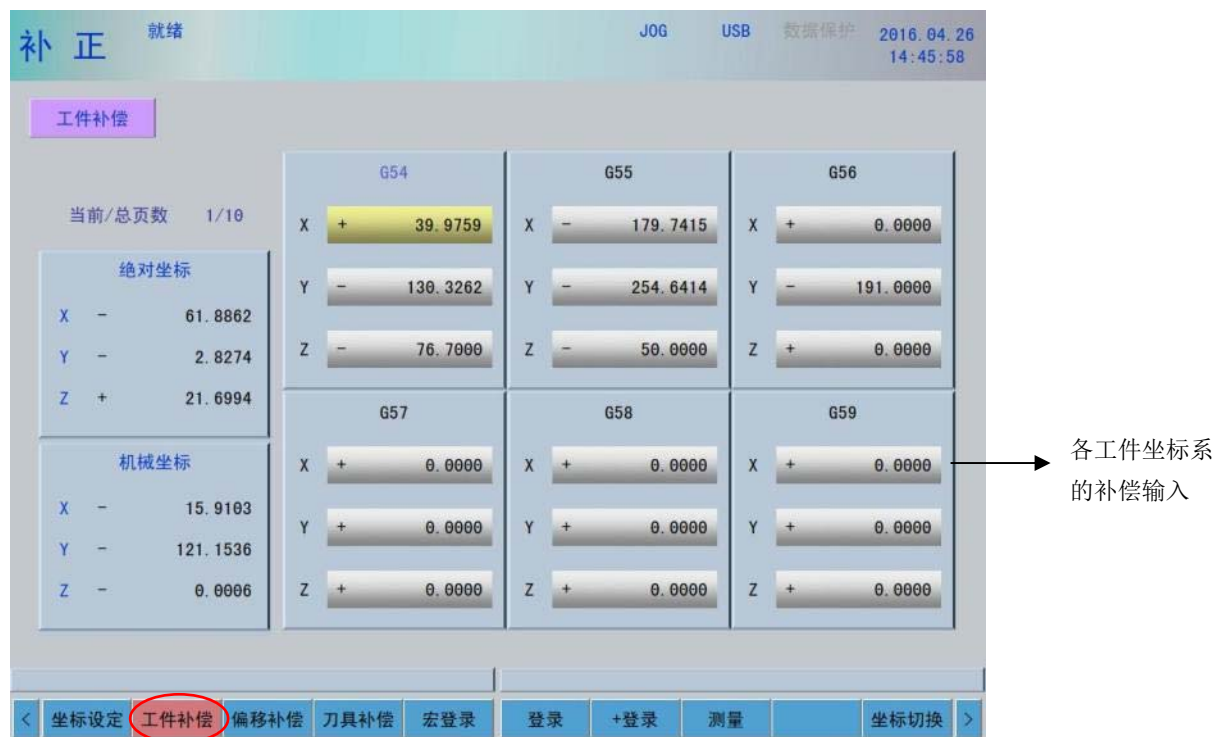 补 正
就绪
JOG
USB
数据保护
2016.04.26
14:45:58
工件补偿
当前/总页数 1/10
绝对坐标
X - 61.8862
Y - 2.8274
Z + 21.6994
机械坐标
X - 15.9103
Y - 121.1536
Z - 0.0006
G54
X + 39.9759
Y - 130.3262
Z - 76.7000
G55
X - 179.7415
Y - 254.6414
Z - 50.0000
G56
X + 0.0000
Y - 191.0000
Z + 0.0000
G57
X + 0.0000
Y + 0.0000
Z + 0.0000
G58
X + 0.0000
Y + 0.0000
Z + 0.0000
G59
X + 0.0000
Y + 0.0000
Z + 0.0000
各工件坐标系
的补偿输入
< 坐标设定 工件补偿 偏移补偿 刀具补偿 宏登录 登录 +登录 测量 坐标切换 >